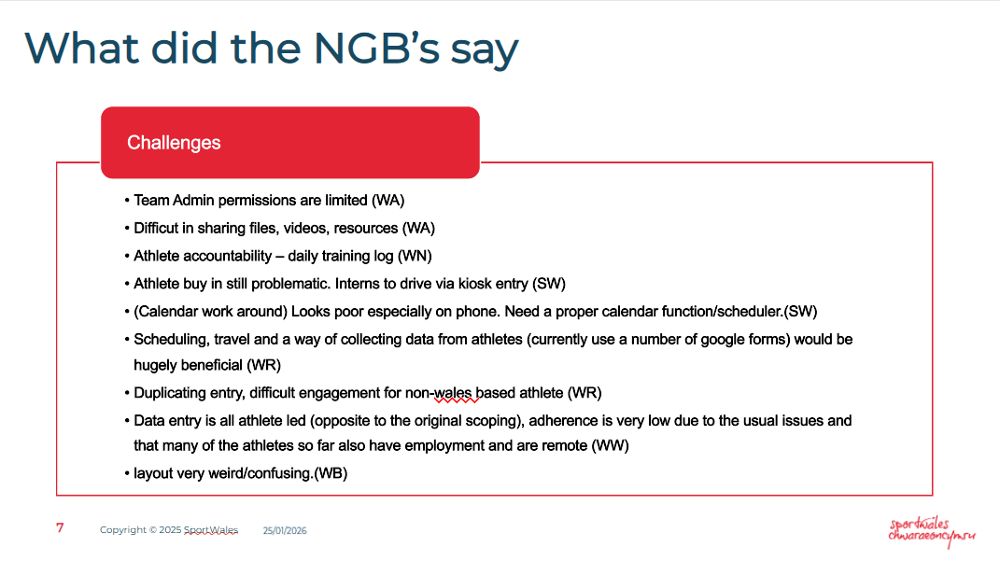 What did the NGB’s say
Challenges
• Team Admin permissions are limited (WA)
• Difficut in sharing files, videos, resources (WA)
• Athlete accountability – daily training log (WN)
• Athlete buy in still problematic. Interns to drive via kiosk entry (SW)
• (Calendar work around) Looks poor especially on phone. Need a proper calendar function/scheduler.(SW)
• Scheduling, travel and a way of collecting data from athletes (currently use a number of google forms) would be
hugely beneficial (WR)
• Duplicating entry, difficult engagement for non-wales based athlete (WR)
• Data entry is all athlete led (opposite to the original scoping), adherence is very low due to the usual issues and
that many of the athletes so far also have employment and are remote (WW)
• layout very weird/confusing.(WB)
7 Copyright © 2025 SportWales 25/01/2026
sportwales
chwaraeoncymru